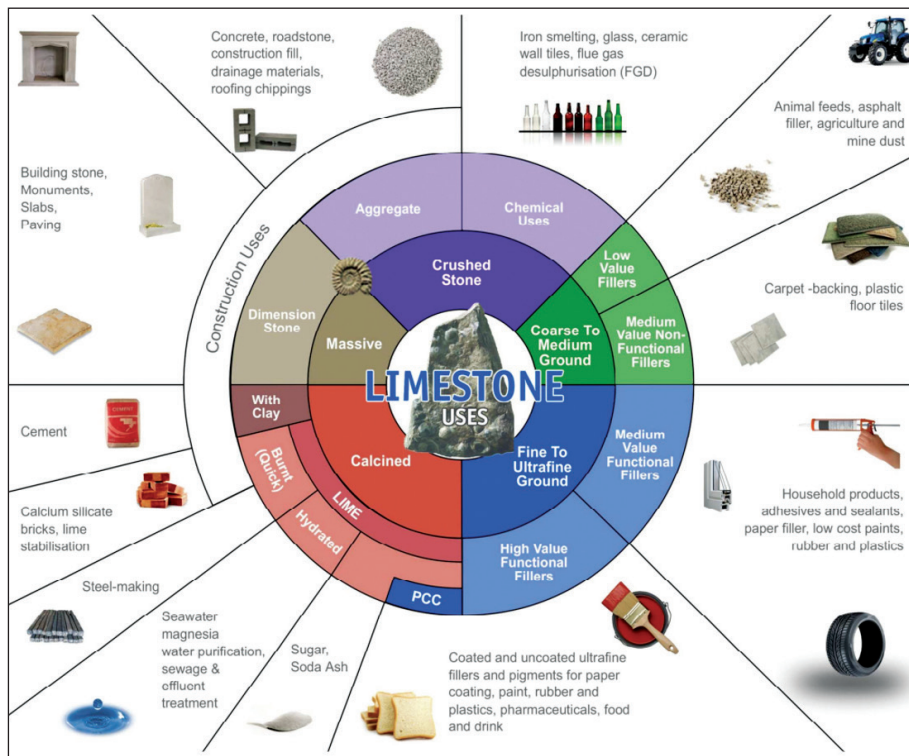 Concrete, roadstone,
construction fill,
drainage materials,
roofing chippings
Iron smelting, glass, ceramic
wall tiles, flue gas
desulphurisation (FGD)
Animal feeds, asphalt
filler, agriculture and
mine dust
Building stone,
Monuments,
Slabs,
Paving
Construction Uses
Aggregate
Chemical
Uses
Crushed
Stone
Low
Value
Fillers
Carpet -backing, plastic
floor tiles
Dimension
Stone
Massive
Coarse To
Medium
Ground
Medium
Value Non-
Functional
Fillers
LIMESTONE
USES
With
Clay
Cement
CEMENT
Burnt
(Quick)
Calcined
LIME
Hydrated
Fine To
Ultrafine
Ground
Medium
Value
Functional
Fillers
High Value
Functional
Fillers
PCC
Calcium silicate
bricks, lime
stabilisation
Household products,
adhesives and sealants,
paper filler, low cost paints,
rubber and plastics
Steel-making
Seawater
magnesia
water purification,
sewage &
effluent
treatment
Sugar,
Soda Ash
Coated and uncoated ultrafine
fillers and pigments for paper
coating, paint, rubber and
plastics, pharmaceuticals, food
and drink